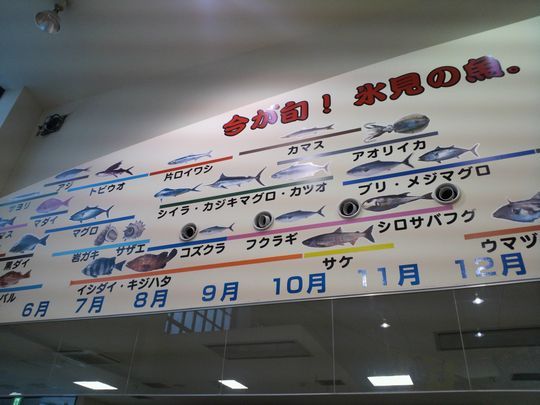 今が旬！氷見の魚。
カマス
アオリイカ
アジ
トビウオ
片口イワシ
シイラ・カジキマグロ・カツオ
ブリ・メジマグロ
マダイ
マグロ
岩ガキ
サザエ
コズクラ
フクラギ
シロサバフグ
黒ダイ
イシダイ・キジハタ
サケ
ウマヅ
バル
6月
7月
8月
9月
10月
11月
12月